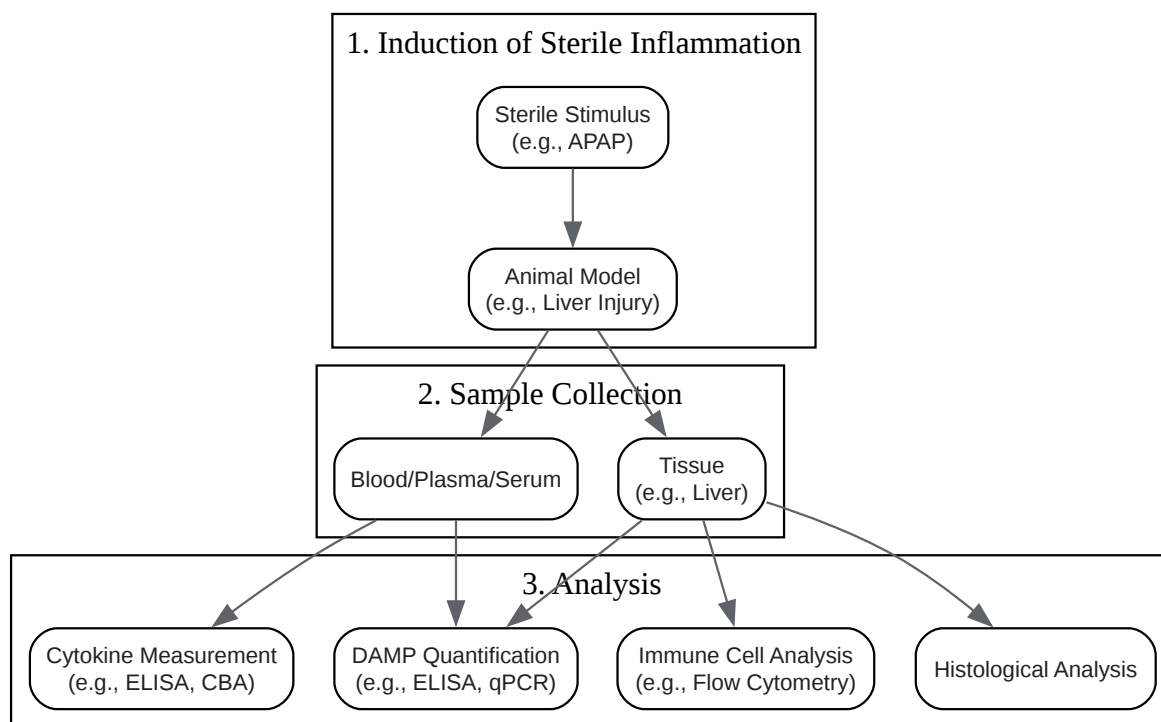 1. Induction of Sterile Inflammation
Sterile Stimulus
(e.g., APAP)
Animal Model
(e.g., Liver Injury)
2. Sample Collection
Blood/Plasma/Serum
Tissue
(e.g., Liver)
3. Analysis
Cytokine Measurement
(e.g., ELISA, CBA)
DAMP Quantification
(e.g., ELISA, qPCR)
Immune Cell Analysis
(e.g., Flow Cytometry)
Histological Analysis